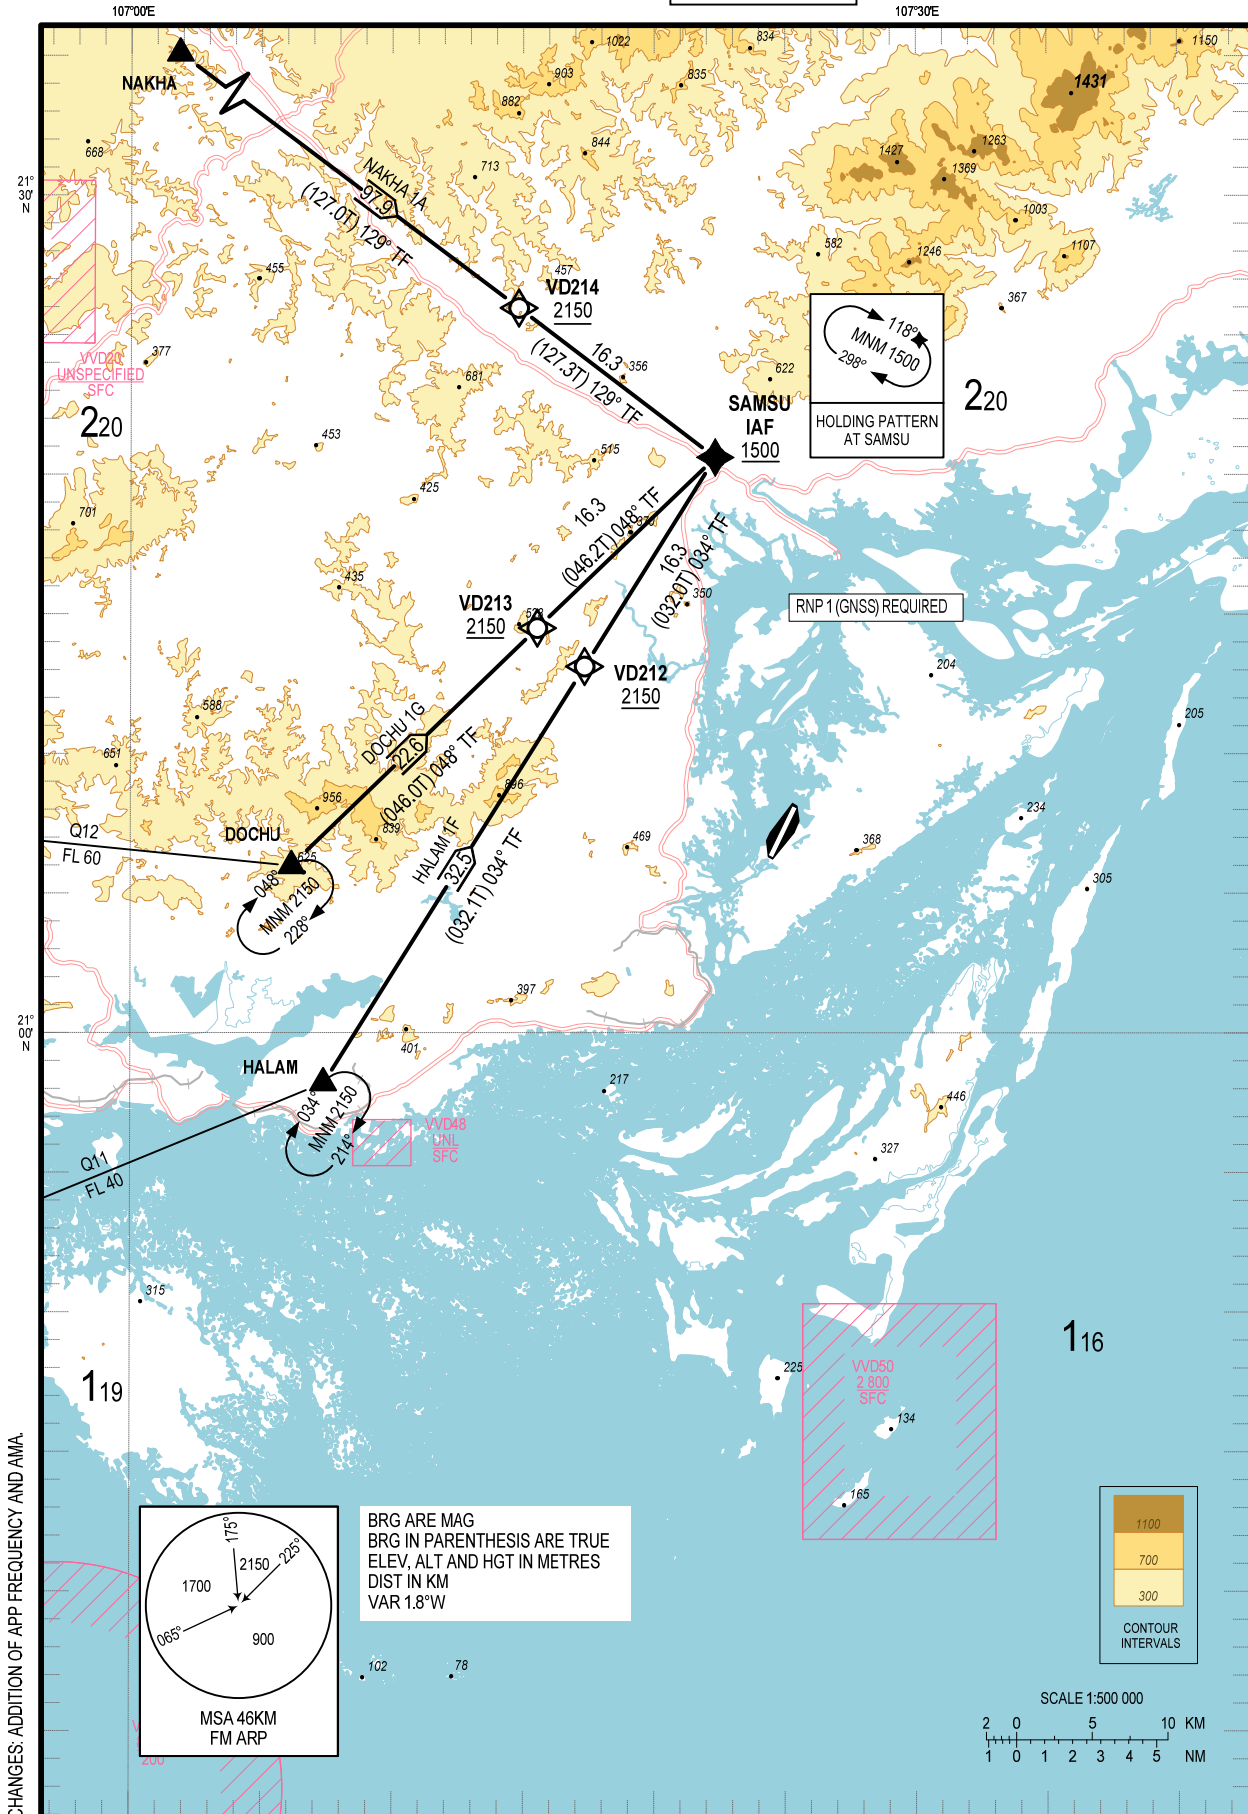 107°00'E
107°30'E
NAKHA
1022
834
1150
903
835
1431
882
668
844
1427
1263
713
1369
21°
30'
N
NAKHA 1A
97.9
(127.0T) 129° TF
1003
582
1246
1107
455
457
VD214
2150
367
118°
MNM 1500
298°
HOLDING PATTERN
AT SAMSU
377
VVD20
UNSPECIFIED
SFC
16.3
(127.3T) 129° TF
356
681
622
220
220
SAMSU
IAF
1500
453
515
425
701
16.3
(046.2T) 048° TF
16.3
(032.0T) 034° TF
435
350
RNP 1 (GNSS) REQUIRED
VD213
2150
VD212
2150
204
588
205
651
DOCHU 1G
22.6
(046.0T) 048° TF
896
956
839
234
DOCHU
625
Q12
FL 60
048°
MNM 2150
228°
HALAM 1F
32.5
(032.1T) 034° TF
469
368
305
397
21°
00'
N
401
HALAM
034°
MNM 2150
214°
217
446
VVD48
UNL
SFC
Q11
FL 40
327
315
116
119
225
VVD50
2 800
SFC
134
165
175°
2150
225°
1700
065°
900
MSA 46KM
FM ARP
BRG ARE MAG
BRG IN PARENTHESIS ARE TRUE
ELEV, ALT AND HGT IN METRES
DIST IN KM
VAR 1.8°W
102
78
200
1100
700
300
CONTOUR
INTERVALS
SCALE 1:500 000
2 0 5 10 KM
1 0 1 2 3 4 5 NM
CHANGES: ADDITION OF APP FREQUENCY AND AMA.